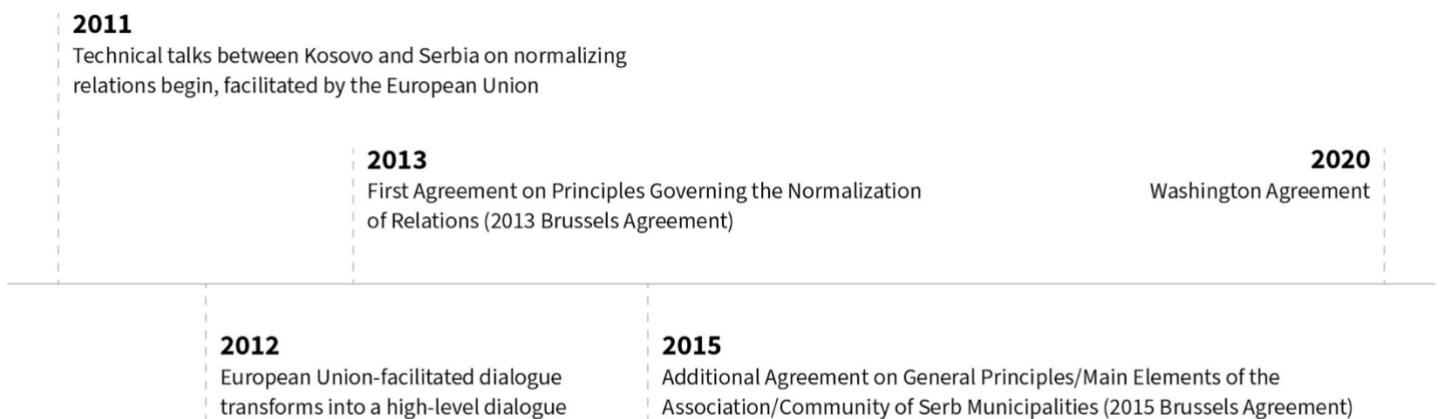 2011
Technical talks between Kosovo and Serbia on normalizing
relations begin, facilitated by the European Union
2013
First Agreement on Principles Governing the Normalization
of Relations (2013 Brussels Agreement)
2020
Washington Agreement
2012
European Union-facilitated dialogue
transforms into a high-level dialogue
2015
Additional Agreement on General Principles/Main Elements of the
Association/Community of Serb Municipalities (2015 Brussels Agreement)